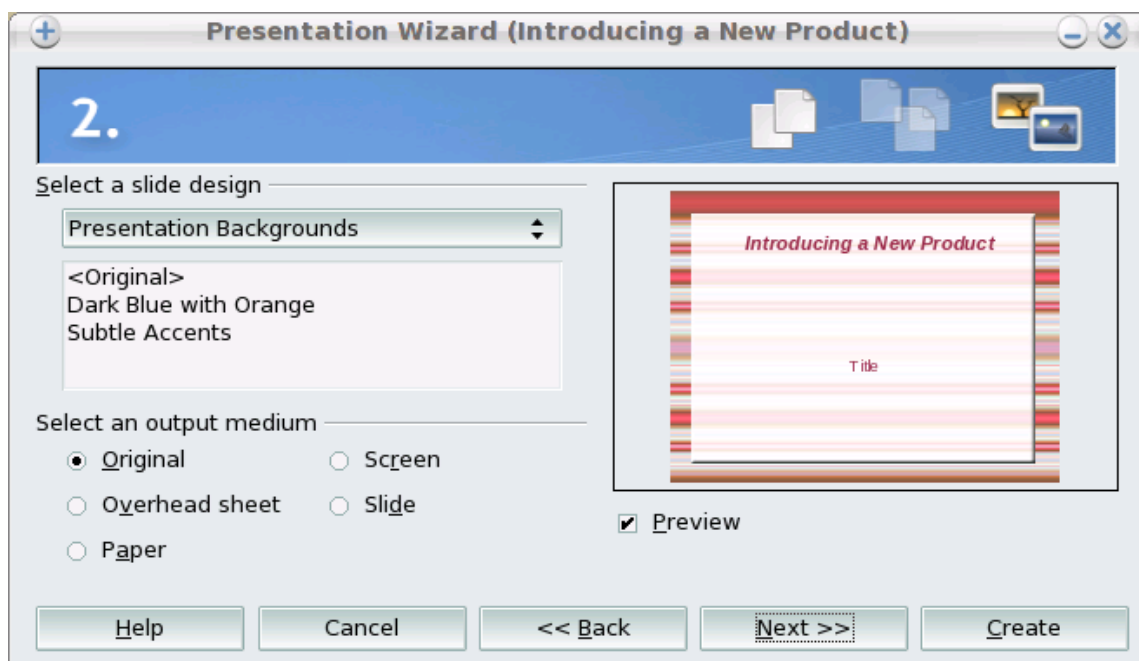 Presentation Wizard (Introducing a New Product)
2.
Select a slide design
Presentation Backgrounds
<Original>
Dark Blue with Orange
Subtle Accents
Introducing a New Product
Title
Select an output medium
Original
Screen
Overhead sheet
Slide
Paper
Preview
Help
Cancel
<< Back
Next >>
Create